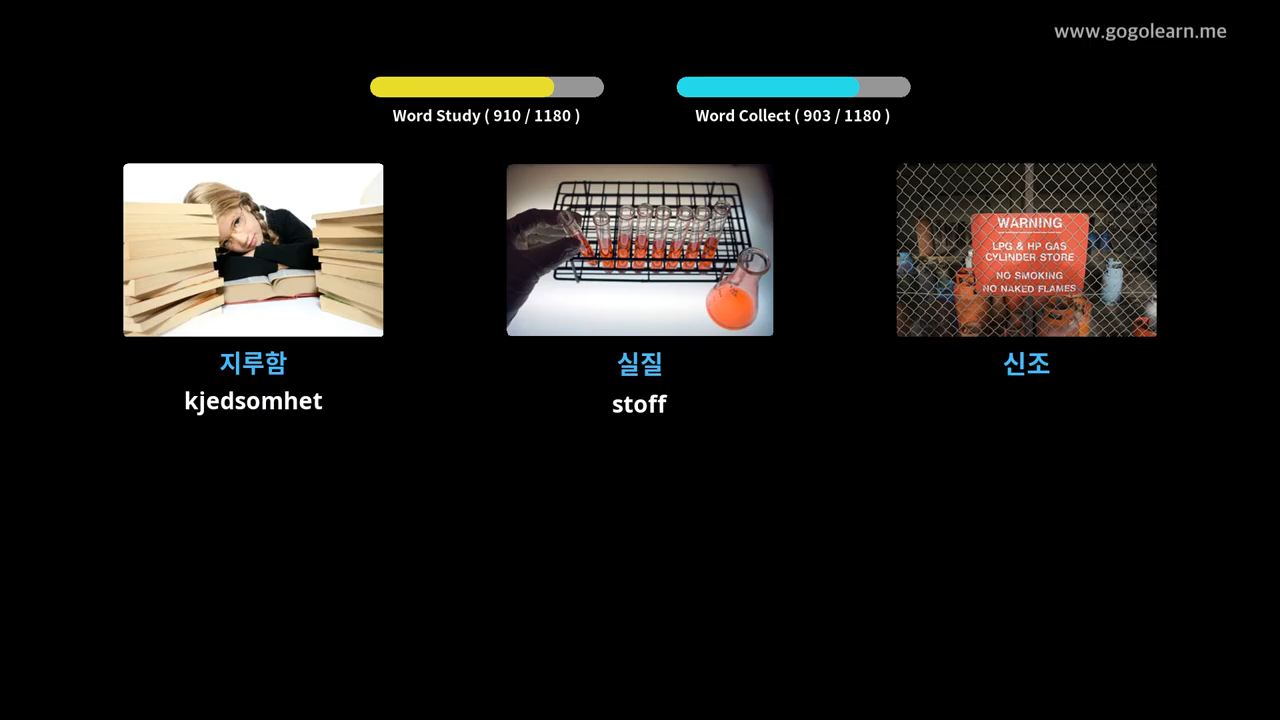 www.gogolearn.me
Word Study ( 910 / 1180 )
Word Collect ( 903 / 1180 )
WARNING
LPG & HP GAS
CYLINDER STORE
NO SMOKING
NO NAKED FLAMES
지루함
kjedsomhet
실질
stoff
신조